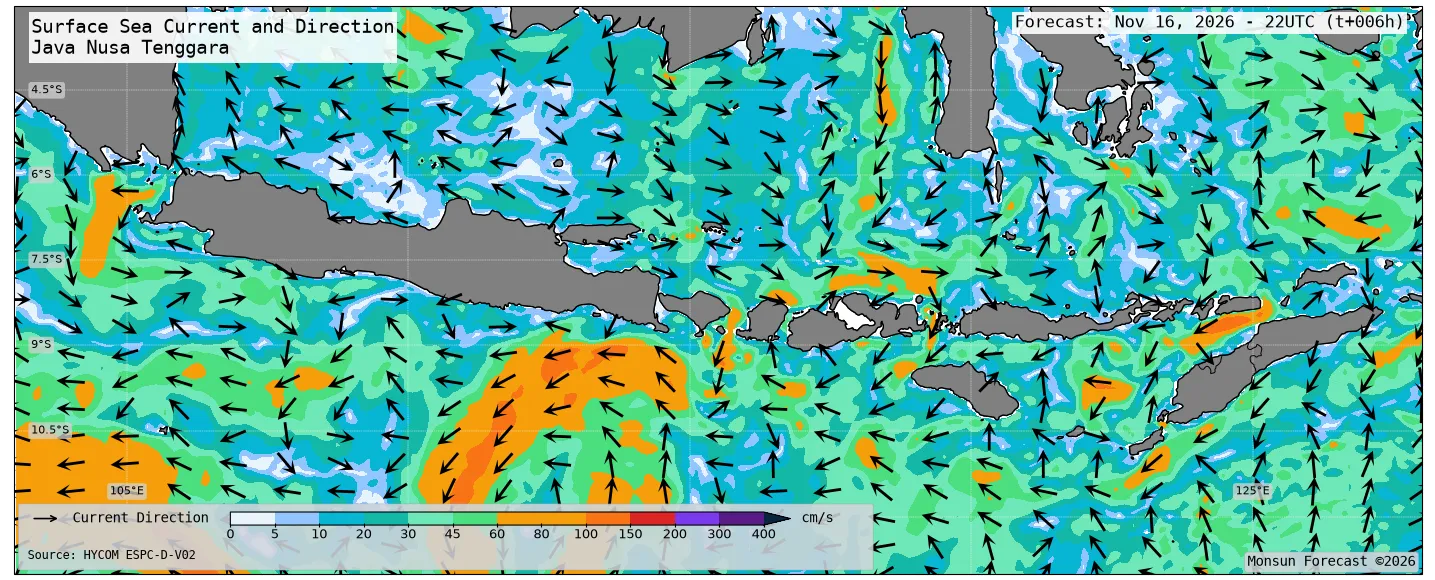 Surface Sea Current and Direction
Java Nusa Tenggara
Forecast: Nov 16, 2026 - 22UTC (t+006h)
4.5°S
6°S
7.5°S
9°S
10.5°S
105°E
125°E
Current Direction
0 5 10 20 30 45 60 80 100 150 200 300 400
cm/s
Source: HYCOM ESPC-D-V02
Monsun Forecast ©2026